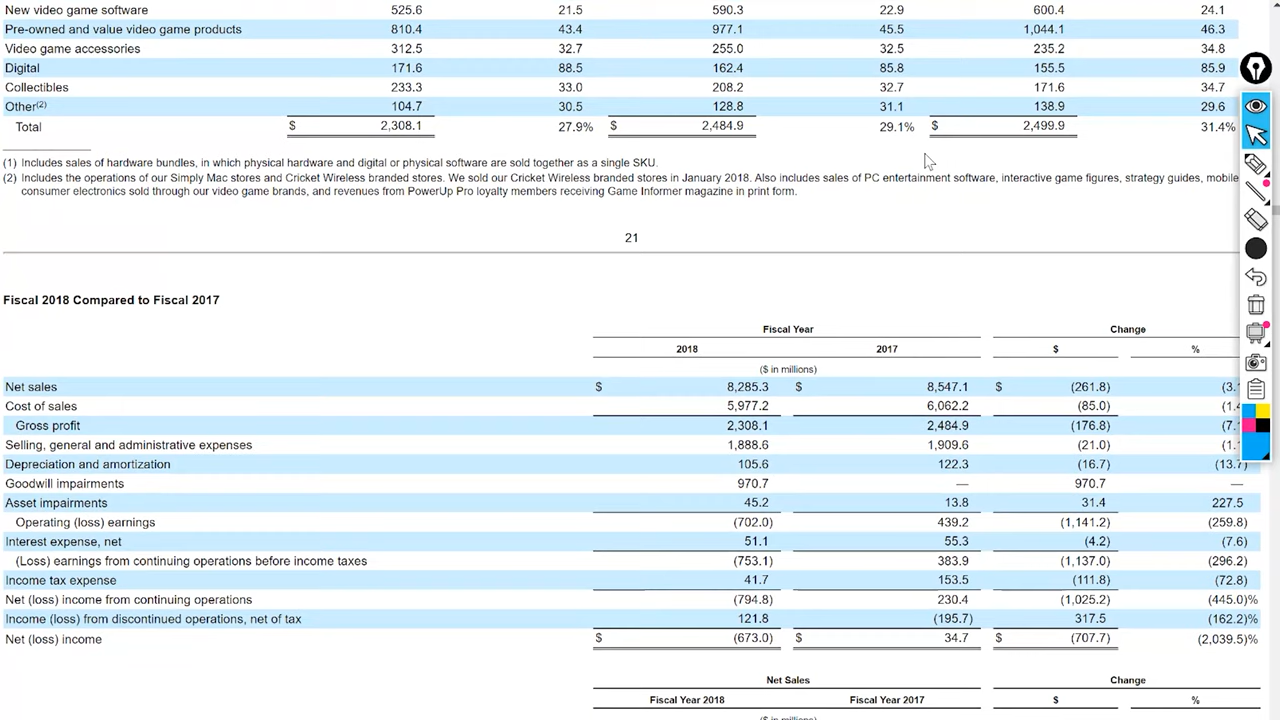 New video game software 525.6 21.5 590.3 22.9 600.4 24.1
Pre-owned and value video game products 810.4 43.4 977.1 45.5 1,044.1 46.3
Video game accessories 312.5 32.7 255.0 32.5 235.2 34.8
Digital 171.6 88.5 162.4 85.8 155.5 85.9
Collectibles 233.3 33.0 208.2 32.7 171.6 34.7
Other(2) 104.7 30.5 128.8 31.1 138.9 29.6
Total $ 2,308.1 27.9% $ 2,484.9 29.1% $ 2,499.9 31.4%
(1) Includes sales of hardware bundles, in which physical hardware and digital or physical software are sold together as a single SKU.
(2) Includes the operations of our Simply Mac stores and Cricket Wireless branded stores. We sold our Cricket Wireless branded stores in January 2018. Also includes sales of PC entertainment software, interactive game figures, strategy guides, mobile
consumer electronics sold through our video game brands, and revenues from PowerUp Pro loyalty members receiving Game Informer magazine in print form.
21
Fiscal 2018 Compared to Fiscal 2017
Fiscal Year Change
2018 2017 $ %
($ in millions)
Net sales $ 8,285.3 $ 8,547.1 $ (261.8) (3.
Cost of sales 5,977.2 6,062.2 (85.0) (1.
Gross profit 2,308.1 2,484.9 (176.8) (7.
Selling, general and administrative expenses 1,888.6 1,909.6 (21.0) (1.
Depreciation and amortization 105.6 122.3 (16.7) (13.7)
Goodwill impairments 970.7 — 970.7 —
Asset impairments 45.2 13.8 31.4 227.5
Operating (loss) earnings (702.0) 439.2 (1,141.2) (259.8)
Interest expense, net 51.1 55.3 (4.2) (7.6)
(Loss) earnings from continuing operations before income taxes (753.1) 383.9 (1,137.0) (296.2)
Income tax expense 41.7 153.5 (111.8) (72.8)
Net (loss) income from continuing operations (794.8) 230.4 (1,025.2) (445.0)%
Income (loss) from discontinued operations, net of tax 121.8 (195.7) 317.5 (162.2)%
Net (loss) income $ (673.0) $ 34.7 $ (707.7) (2,039.5)%
Net Sales Change
Fiscal Year 2018 Fiscal Year 2017 $ %
($ in millions)